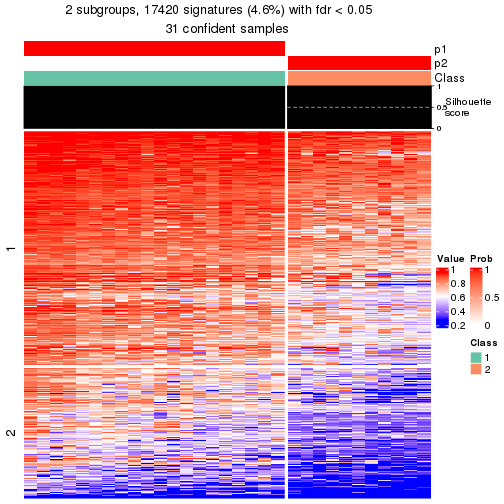 2 subgroups, 17420 signatures (4.6%) with fdr < 0.05
31 confident samples
p1
p2
Class
1
0.5
0
Silhouette
score
1
2
Value
1
0.8
0.6
0.4
0.2
Prob
1
0.5
0
Class
1
2